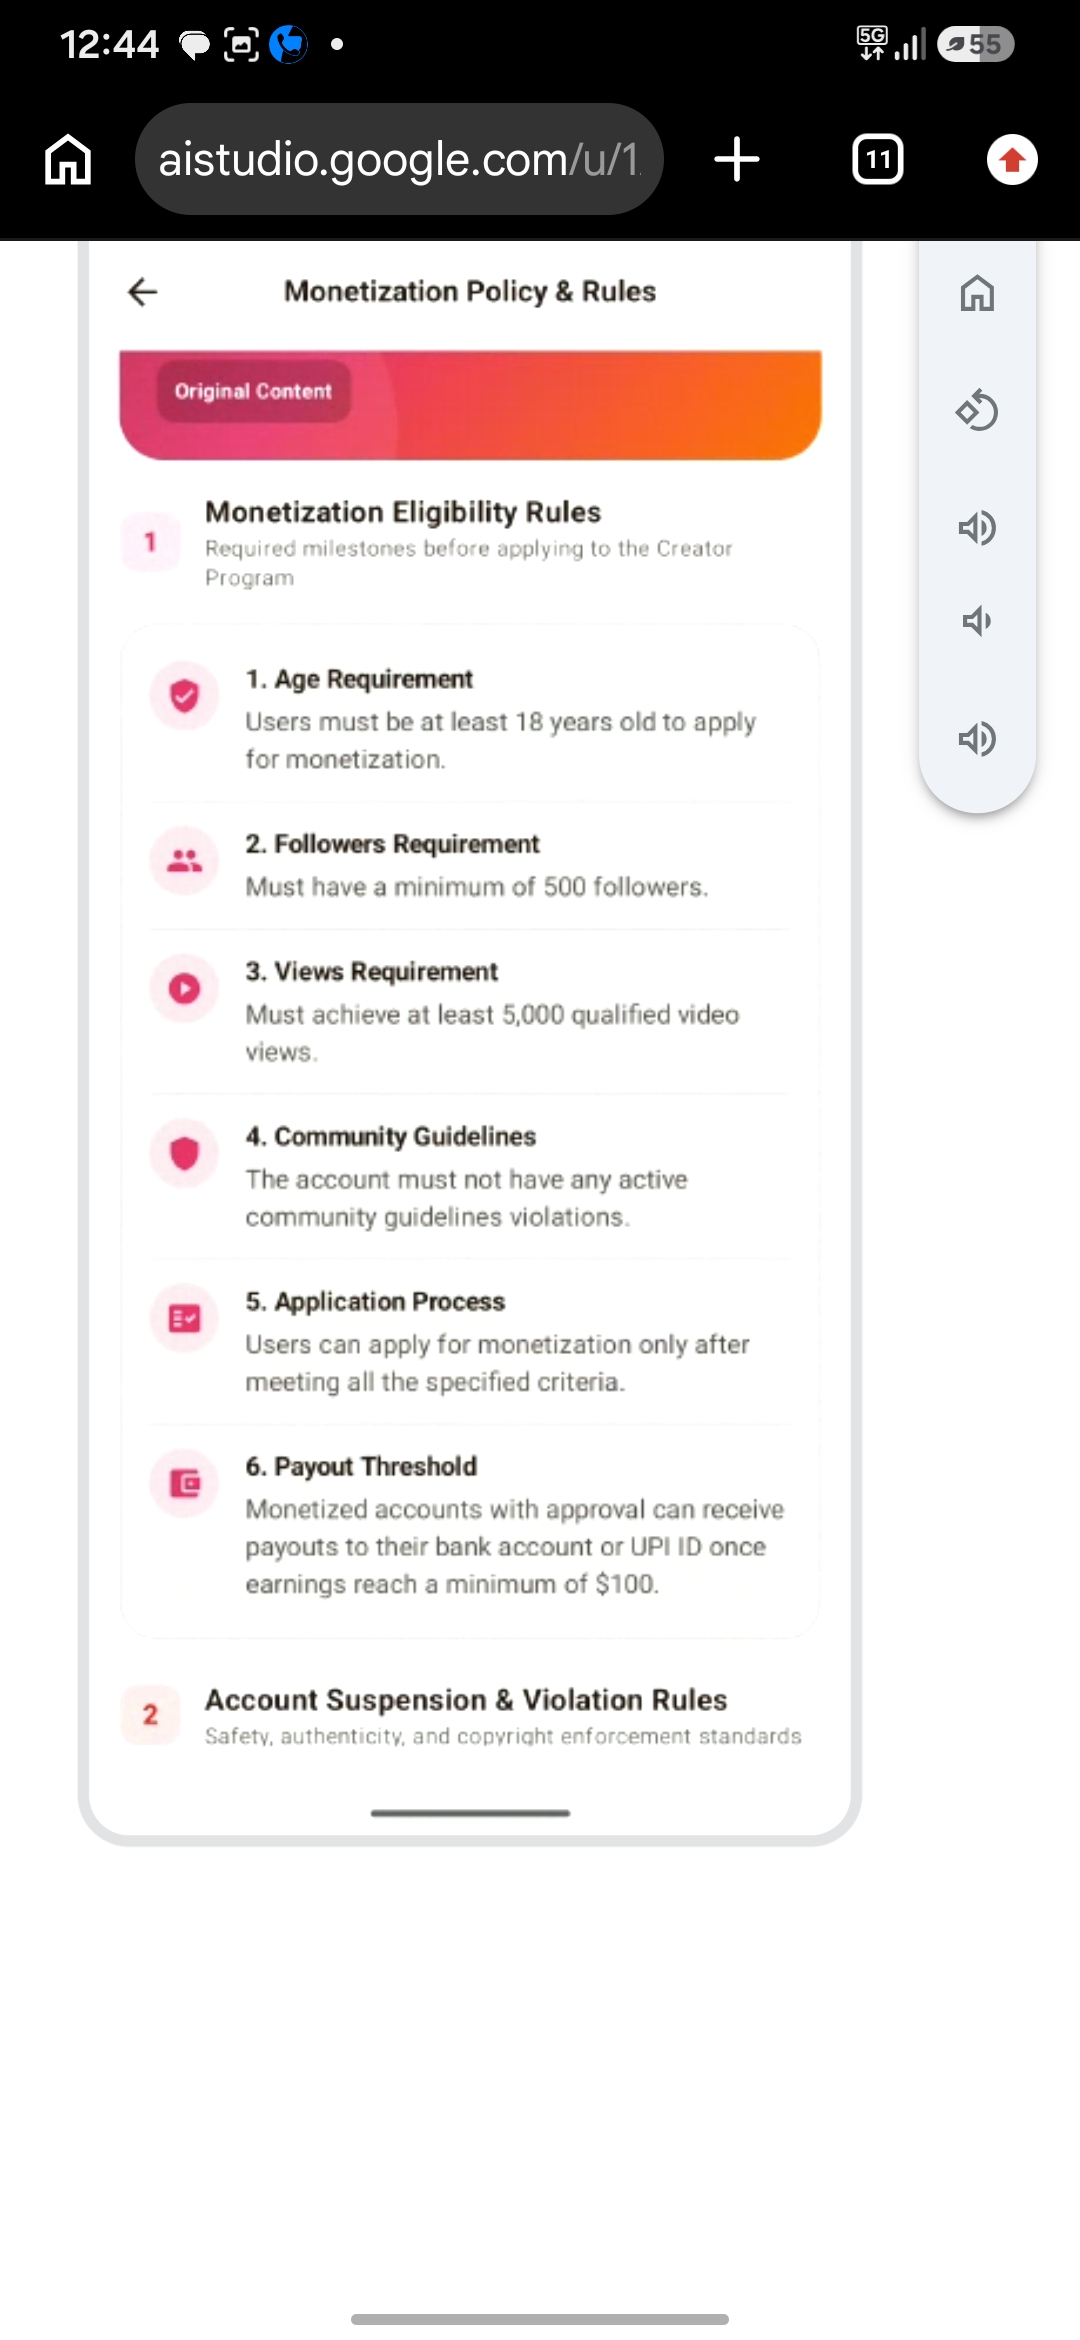 12:44
5G
55
aistudio.google.com/u/1
11
Monetization Policy & Rules
Original Content
1
Monetization Eligibility Rules
Required milestones before applying to the Creator
Program
1. Age Requirement
Users must be at least 18 years old to apply
for monetization.
2. Followers Requirement
Must have a minimum of 500 followers.
3. Views Requirement
Must achieve at least 5,000 qualified video
views.
4. Community Guidelines
The account must not have any active
community guidelines violations.
5. Application Process
Users can apply for monetization only after
meeting all the specified criteria.
6. Payout Threshold
Monetized accounts with approval can receive
payouts to their bank account or UPI ID once
earnings reach a minimum of $100.
2
Account Suspension & Violation Rules
Safety, authenticity, and copyright enforcement standards